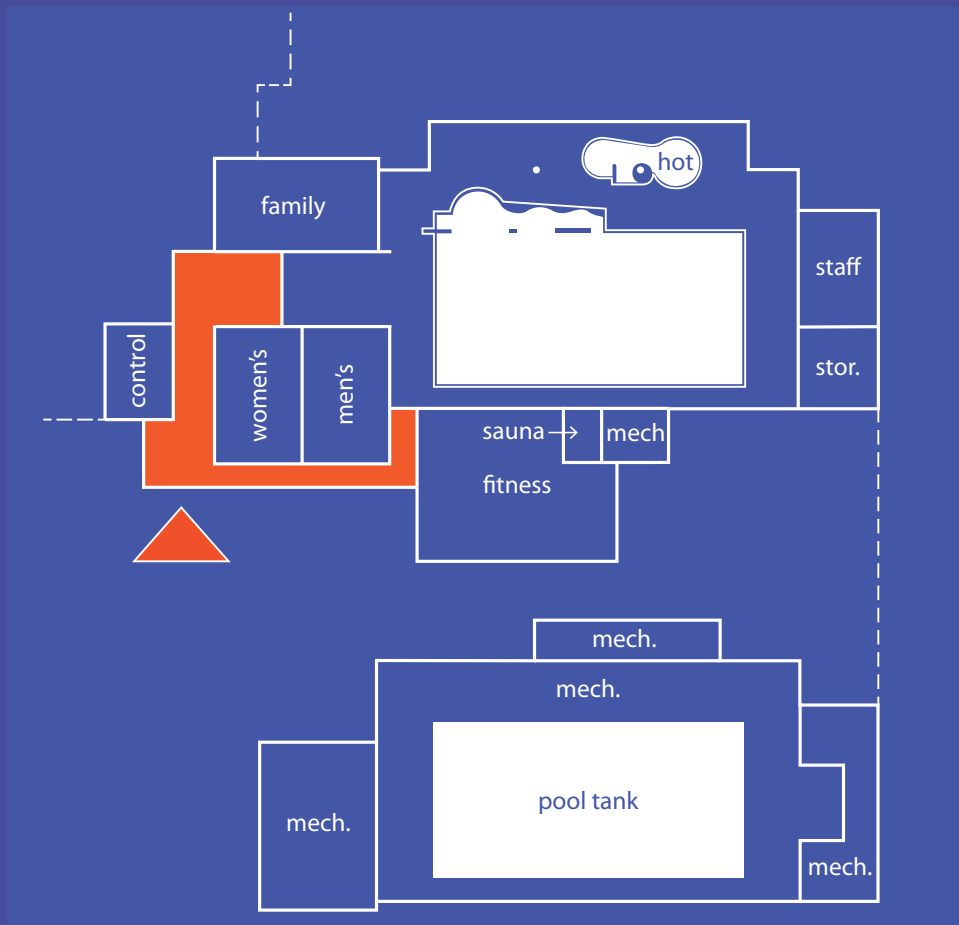 hot
family
staff
control
women's
men's
stor.
sauna
mech
fitness
mech.
mech.
pool tank
mech.
mech.